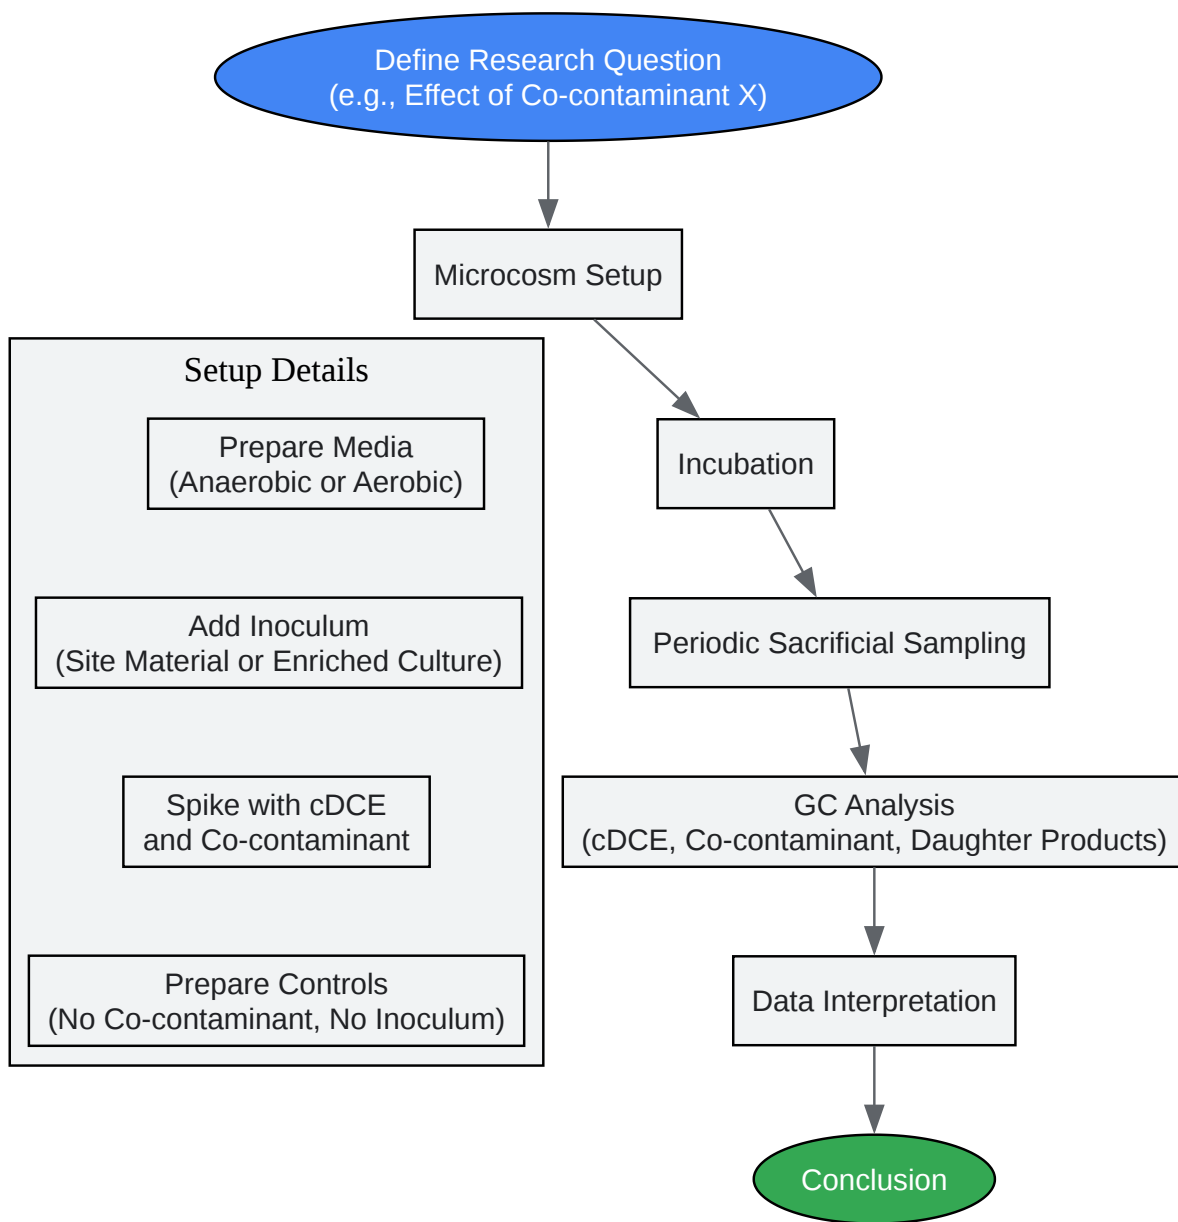 Define Research Question
(e.g., Effect of Co-contaminant X)
Microcosm Setup
Setup Details
Prepare Media
(Anaerobic or Aerobic)
Add Inoculum
(Site Material or Enriched Culture)
Spike with cDCE
and Co-contaminant
Prepare Controls
(No Co-contaminant, No Inoculum)
Incubation
Periodic Sacrificial Sampling
GC Analysis
(cDCE, Co-contaminant, Daughter Products)
Data Interpretation
Conclusion